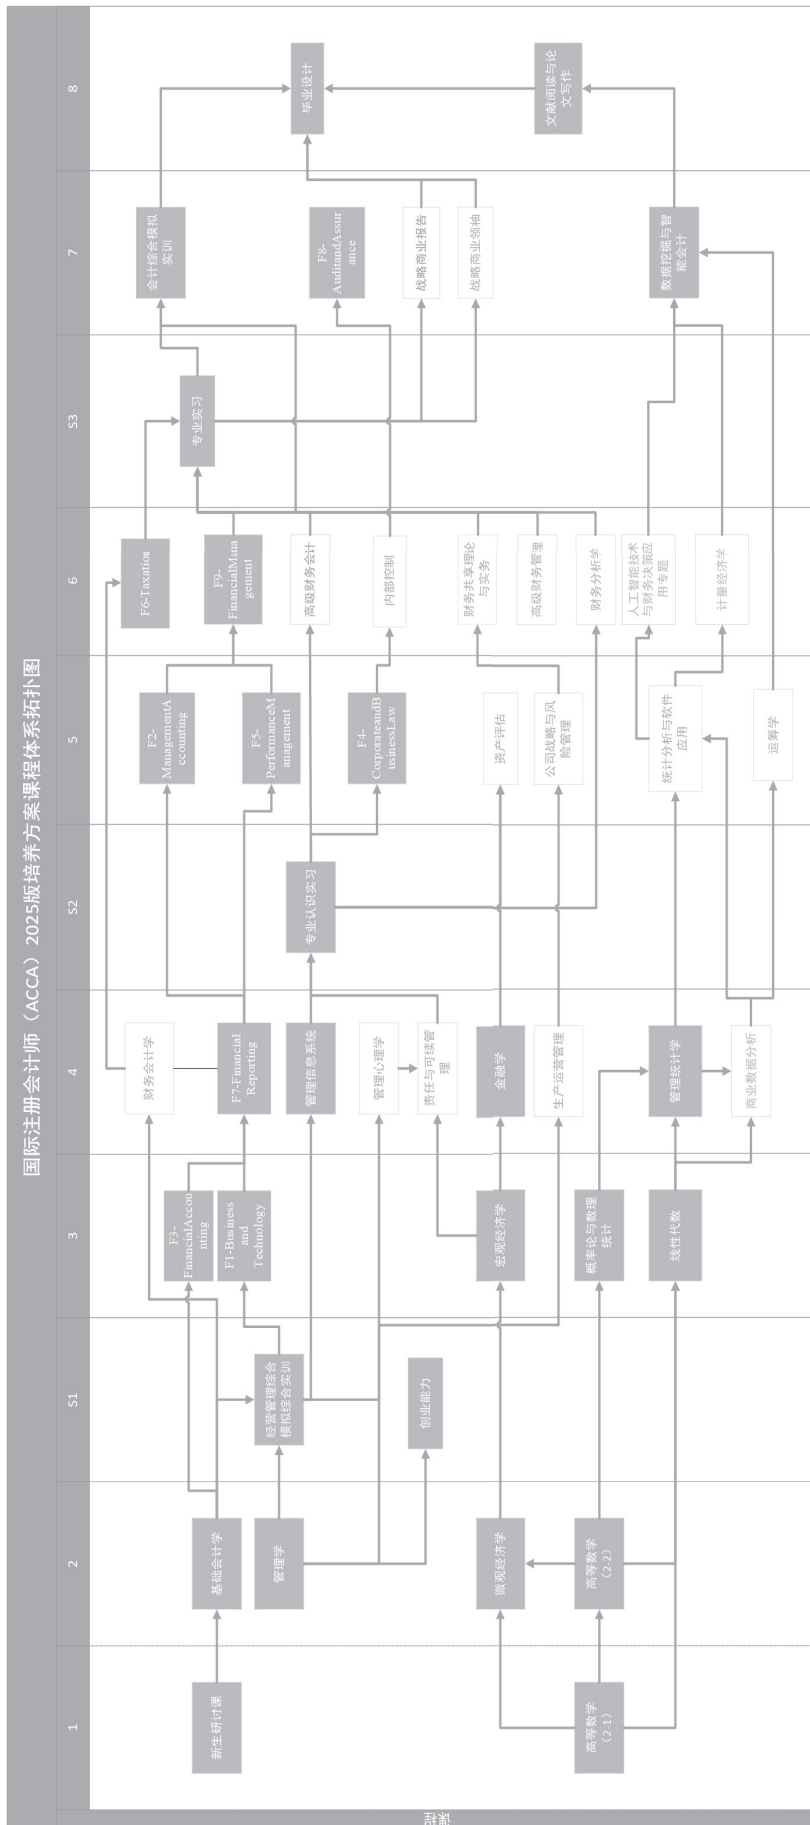 国际注册会计师（ACCA）2025版培养方案课程体系拓扑图
课程
1
2
S1
3
4
S2
5
6
S3
7
8
新生研讨课
高等数学
（2-1）
基础会计学
管理学
微观经济学
高等数学
（2-2）
经营管理综合
模拟综合实训
创业能力
F3-
FinancialAccou
nting
F1-Business
and
Technology
宏观经济学
概率论与数理
统计
线性代数
财务会计学
F7-Financial
Reporting
管理信息系统
管理心理学
责任与可续管
理
金融学
生产运营管理
管理统计学
商业数据分析
专业认识实习
F2-
ManagementA
ccounting
F5-
PerformanceM
anagement
F4-
CorporateandB
usinessLaw
资产评估
公司战略与风
险管理
统计分析与软件
应用
运筹学
F6-Taxation
F9-
FinancialMana
gement
高级财务会计
内部控制
财务共享理论
与实务
高级财务管理
财务分析学
人工智能技术
与财务决策应
用专题
计量经济学
专业实习
会计综合模拟
实训
F8-
AuditandAssur
ance
战略商业报告
战略商业领袖
数据挖掘与智
能会计
毕业设计
文献阅读与论
文写作